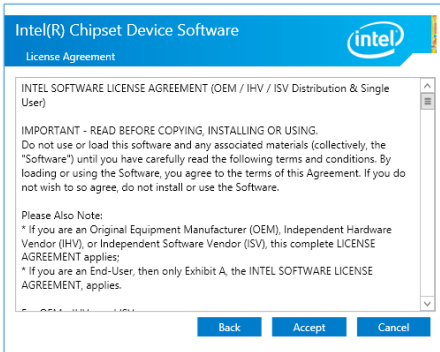 Intel(R) Chipset Device Software
License Agreement
intel
INTEL SOFTWARE LICENSE AGREEMENT (OEM / IHV / ISV Distribution & Single
User)
IMPORTANT - READ BEFORE COPYING, INSTALLING OR USING.
Do not use or load this software and any associated materials (collectively, the
"Software") until you have carefully read the following terms and conditions. By
loading or using the Software, you agree to the terms of this Agreement. If you do
not wish to so agree, do not install or use the Software.
Please Also Note:
* If you are an Original Equipment Manufacturer (OEM), Independent Hardware
Vendor (IHV), or Independent Software Vendor (ISV), this complete LICENSE
AGREEMENT applies;
* If you are an End-User, then only Exhibit A, the INTEL SOFTWARE LICENSE
AGREEMENT, applies.
Back Accept Cancel